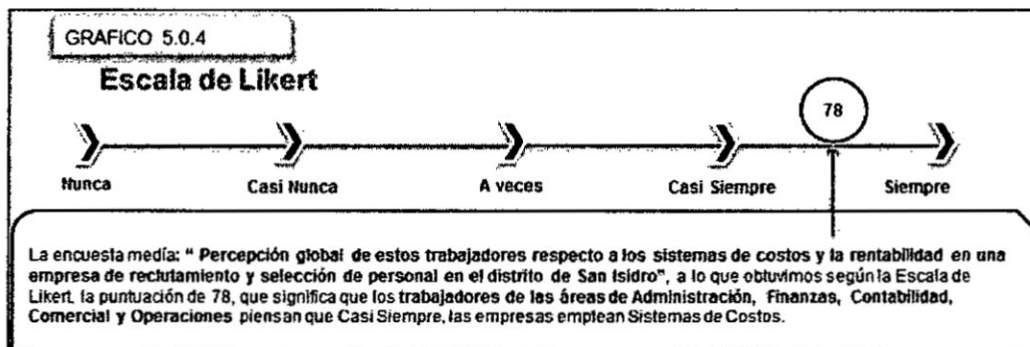 GRAFICO 5.0.4
Escala de Likert
78
Nunca Casi Nunca A veces Casi Siempre Siempre
La encuesta medía: “ Percepción global de estos trabajadores respecto a los sistemas de costos y la rentabilidad en una
empresa de reclutamiento y selección de personal en el distrito de San Isidro”, a lo que obtuvimos según la Escala de
Likert, la puntuación de 78, que significa que los trabajadores de las áreas de Administración, Finanzas, Contabilidad,
Comercial y Operaciones piensan que Casi Siempre, las empresas emplean Sistemas de Costos.